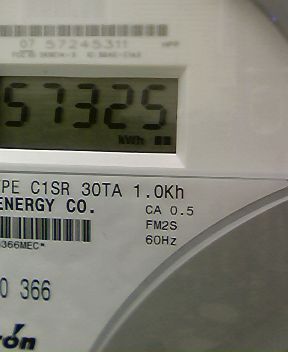 07 57245311
57325
kWh
PE C1SR 30TA 1.0Kh
ENERGY CO.
CA 0.5
FM2S
60Hz
366MEC*
0 366
rón